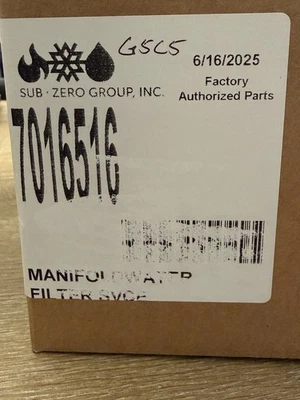 G5C5
6/16/2025
SUB·ZERO GROUP, INC.
Factory
Authorized Parts
7016516
MANIFOLD WATER
FILTER SVCE